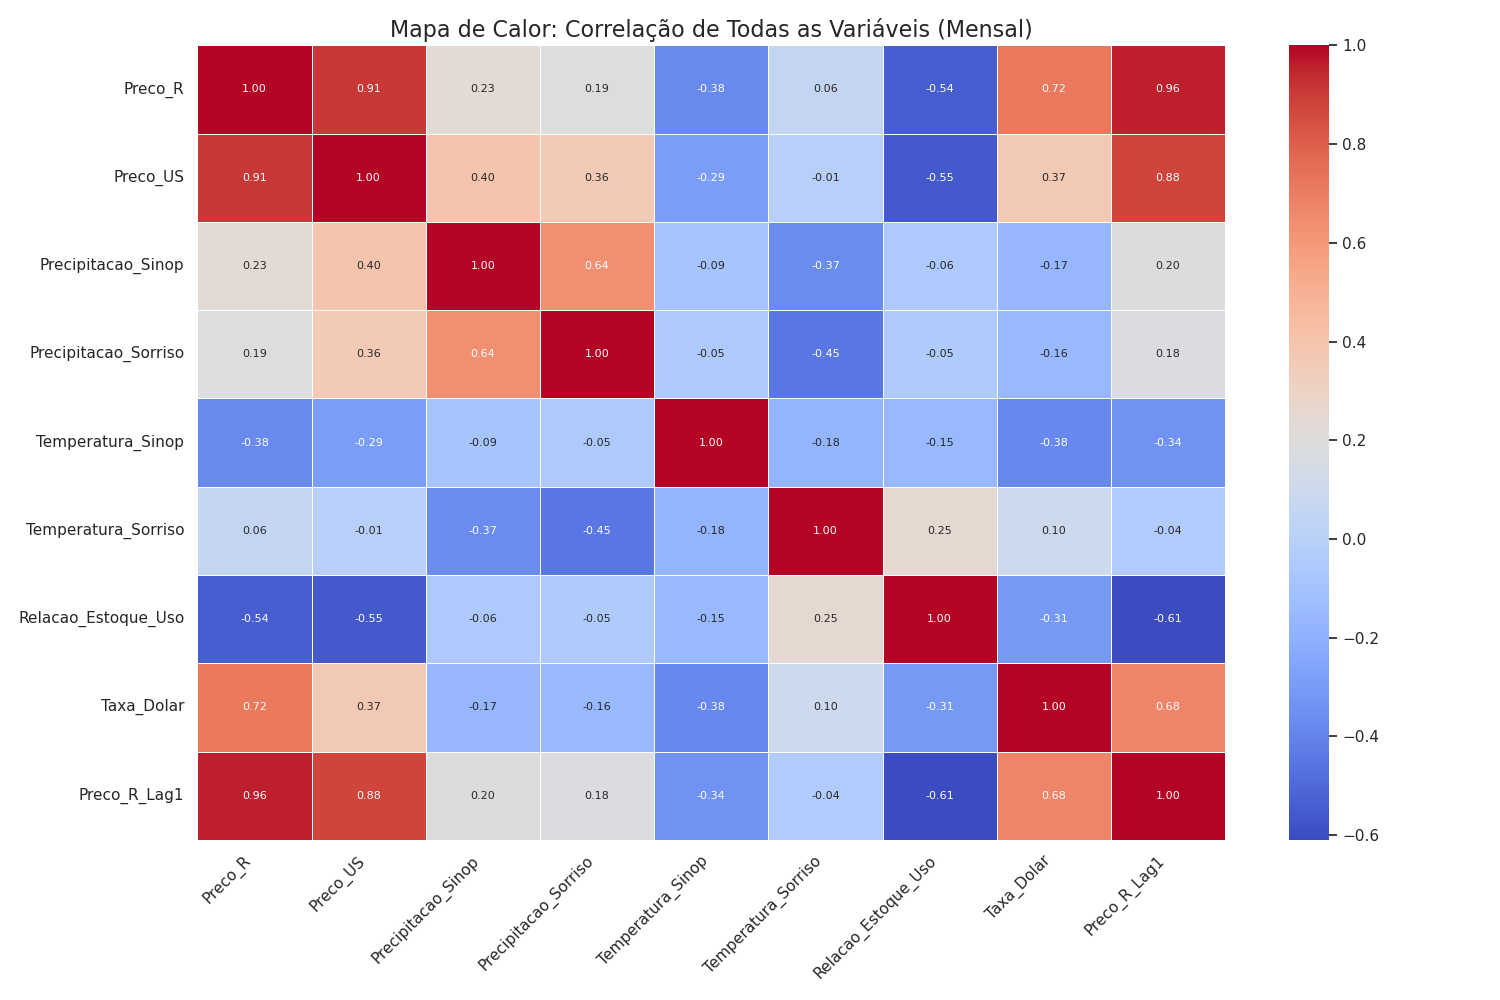 Mapa de Calor: Correlação de Todas as Variáveis (Mensal)
Preco_R 1.00 0.91 0.23 0.19 -0.38 0.06 -0.54 0.72 0.96
Preco_US 0.91 1.00 0.40 0.36 -0.29 -0.01 -0.55 0.37 0.88
Precipitacao_Sinop 0.23 0.40 1.00 0.64 -0.09 -0.37 -0.06 -0.17 0.20
Precipitacao_Sorriso 0.19 0.36 0.64 1.00 -0.05 -0.45 -0.05 -0.16 0.18
Temperatura_Sinop -0.38 -0.29 -0.09 -0.05 1.00 -0.18 -0.15 -0.38 -0.34
Temperatura_Sorriso 0.06 -0.01 -0.37 -0.45 -0.18 1.00 0.25 0.10 -0.04
Relacao_Estoque_Uso -0.54 -0.55 -0.06 -0.05 -0.15 0.25 1.00 -0.31 -0.61
Taxa_Dolar 0.72 0.37 -0.17 -0.16 -0.38 0.10 -0.31 1.00 0.68
Preco_R_Lag1 0.96 0.88 0.20 0.18 -0.34 -0.04 -0.61 0.68 1.00
Preco_R
Preco_US
Precipitacao_Sinop
Precipitacao_Sorriso
Temperatura_Sinop
Temperatura_Sorriso
Relacao_Estoque_Uso
Taxa_Dolar
Preco_R_Lag1
1.0
0.8
0.6
0.4
0.2
0.0
−0.2
−0.4
−0.6